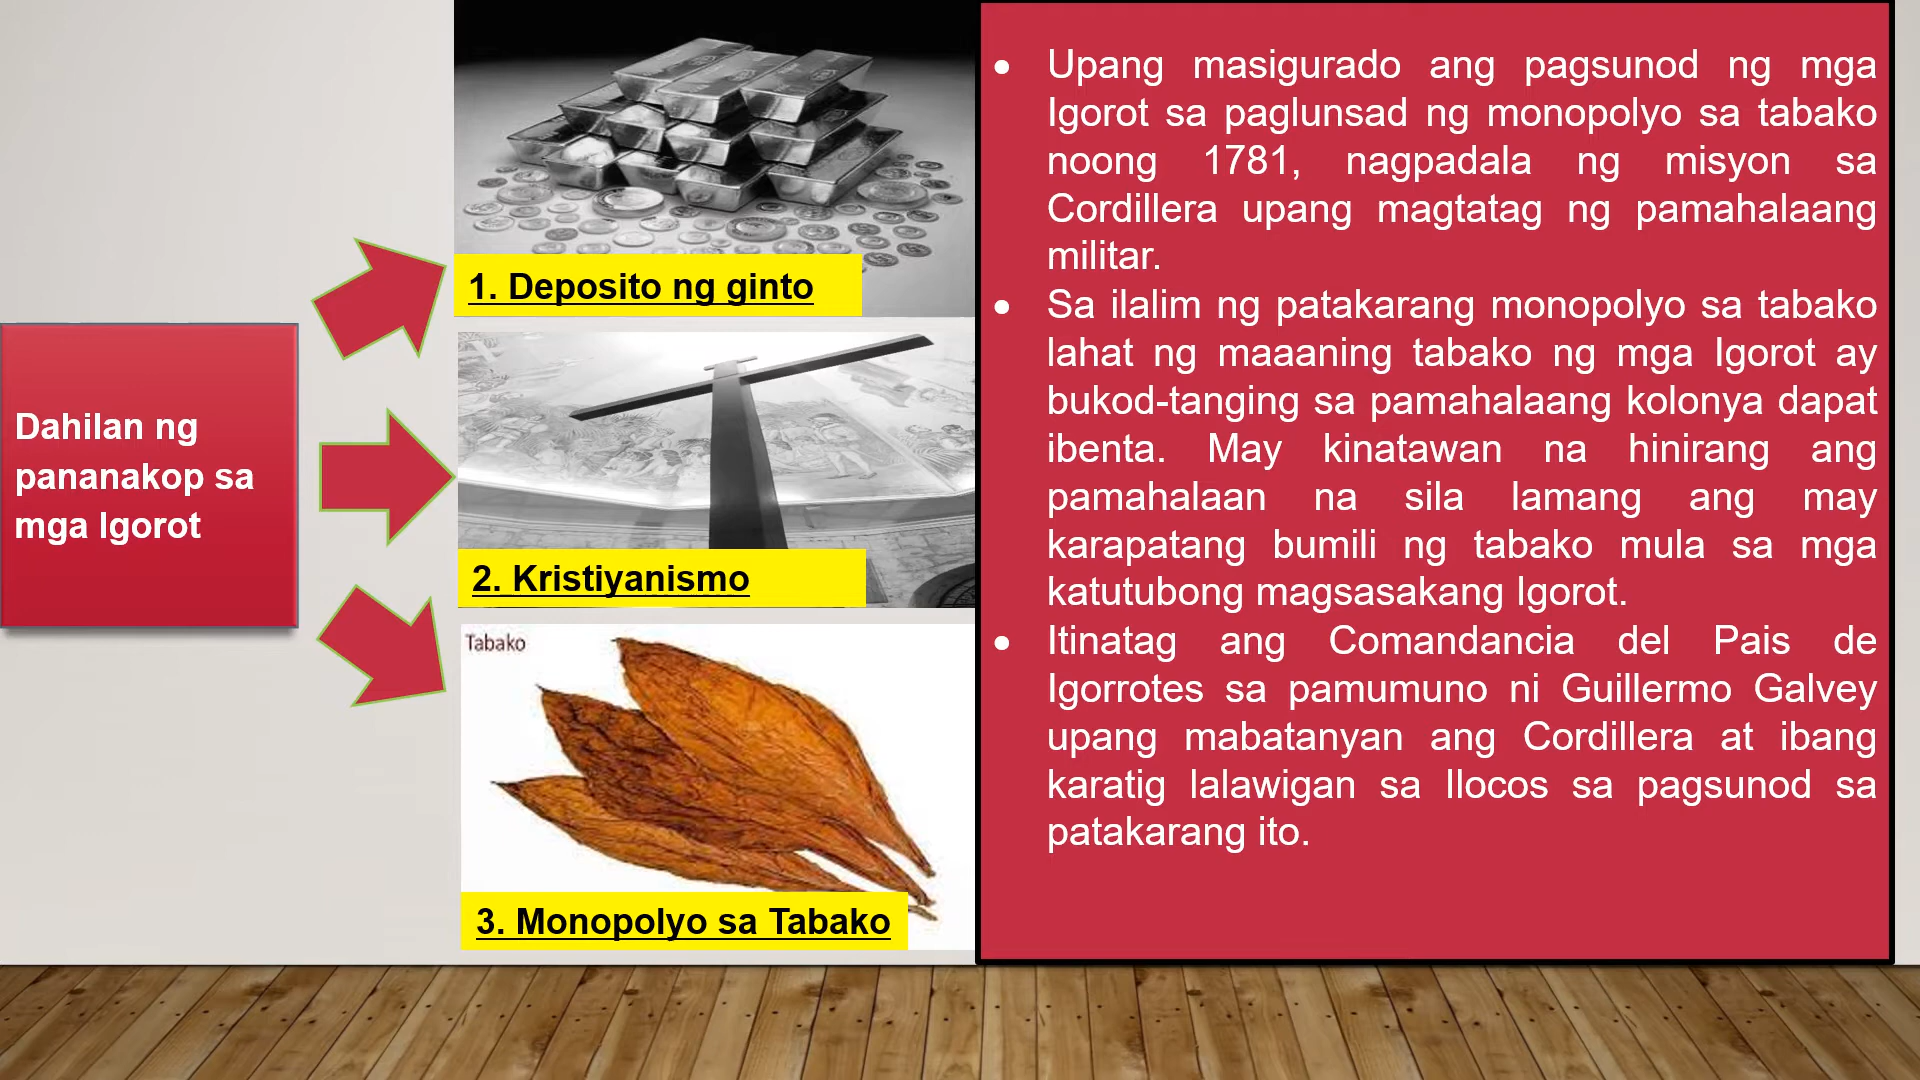 Dahilan ng
pananakop sa
mga Igorot
1. Deposito ng ginto
2. Kristiyanismo
Tabako
3. Monopolyo sa Tabako
• Upang masigurado ang pagsunod ng mga
Igorot sa paglunsad ng monopolyo sa tabako
noong 1781, nagpadala ng misyon sa
Cordillera upang magtatag ng pamahalaang
militar.
• Sa ilalim ng patakarang monopolyo sa tabako
lahat ng maaaning tabako ng mga Igorot ay
bukod-tanging sa pamahalaang kolonya dapat
ibenta. May kinatawan na hinirang ang
pamahalaan na sila lamang ang may
karapatang bumili ng tabako mula sa mga
katutubong magsasakang Igorot.
• Itinatag ang Comandancia del Pais de
Igorrotes sa pamumuno ni Guillermo Galvey
upang mabatanyan ang Cordillera at ibang
karatig lalawigan sa Ilocos sa pagsunod sa
patakarang ito.